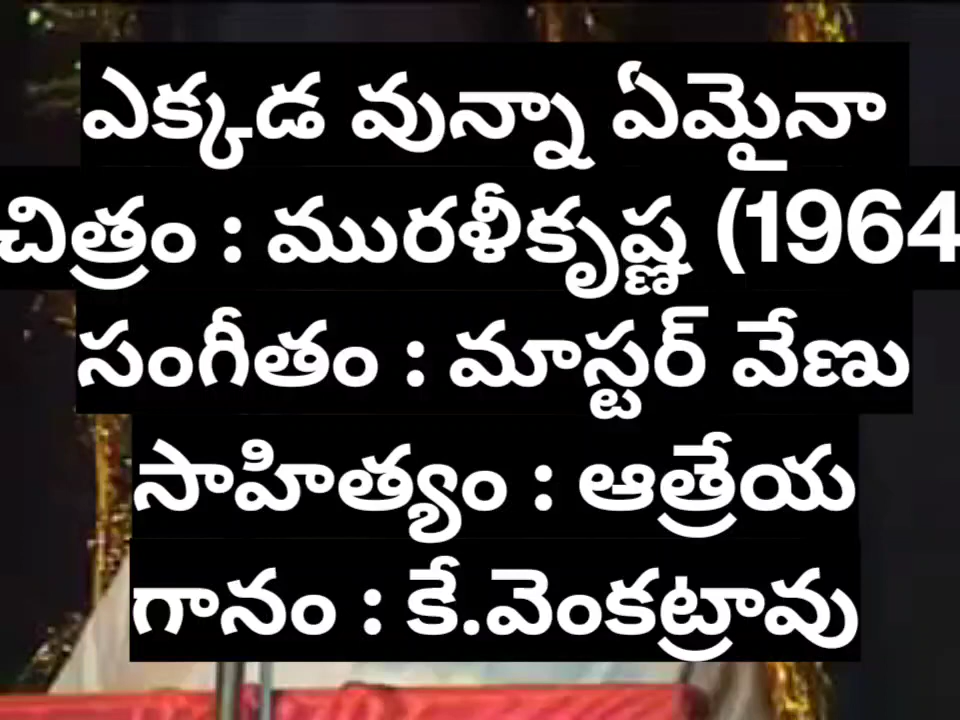 ఎక్కడ వున్నా ఏమైనా
చిత్రం : మురళీకృష్ణ (1964
సంగీతం : మాస్టర్ వేణు
సాహిత్యం : ఆత్రేయ
గానం : కే.వెంకట్రావు